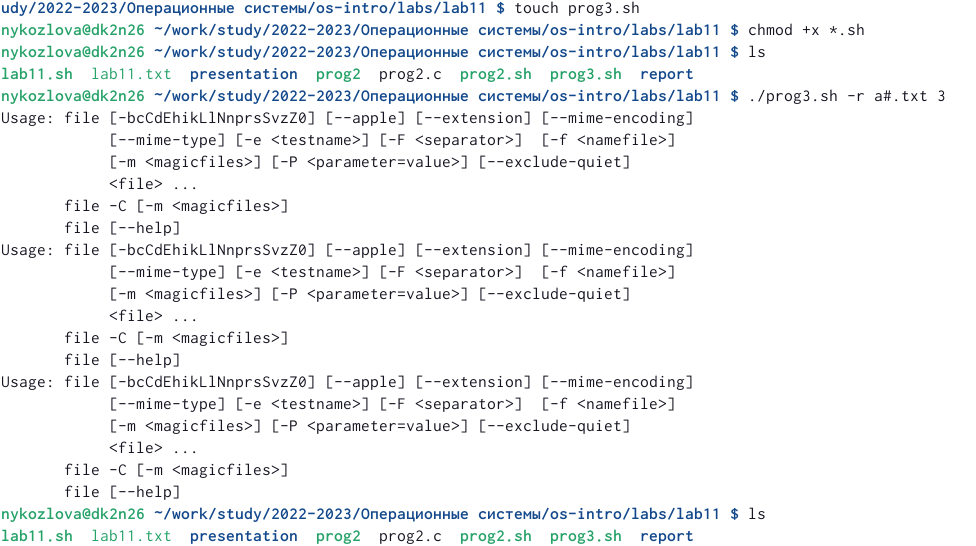 udy/2022-2023/Операционные системы/os-intro/labs/lab11 $ touch prog3.sh
nykozlova@dk2n26 ~/work/study/2022-2023/Операционные системы/os-intro/labs/lab11 $ chmod +x *.sh
nykozlova@dk2n26 ~/work/study/2022-2023/Операционные системы/os-intro/labs/lab11 $ ls
lab11.sh  lab11.txt  presentation  prog2  prog2.c  prog2.sh  prog3.sh  report
nykozlova@dk2n26 ~/work/study/2022-2023/Операционные системы/os-intro/labs/lab11 $ ./prog3.sh -r a#.txt 3
Usage: file [-bcCdEhikLlNnprsSvzZ0] [--apple] [--extension] [--mime-encoding]
            [--mime-type] [-e <testname>] [-F <separator>]  [-f <namefile>]
            [-m <magicfiles>] [-P <parameter=value>] [--exclude-quiet]
            <file> ...
       file -C [-m <magicfiles>]
       file [--help]
Usage: file [-bcCdEhikLlNnprsSvzZ0] [--apple] [--extension] [--mime-encoding]
            [--mime-type] [-e <testname>] [-F <separator>]  [-f <namefile>]
            [-m <magicfiles>] [-P <parameter=value>] [--exclude-quiet]
            <file> ...
       file -C [-m <magicfiles>]
       file [--help]
Usage: file [-bcCdEhikLlNnprsSvzZ0] [--apple] [--extension] [--mime-encoding]
            [--mime-type] [-e <testname>] [-F <separator>]  [-f <namefile>]
            [-m <magicfiles>] [-P <parameter=value>] [--exclude-quiet]
            <file> ...
       file -C [-m <magicfiles>]
       file [--help]
nykozlova@dk2n26 ~/work/study/2022-2023/Операционные системы/os-intro/labs/lab11 $ ls
lab11.sh  lab11.txt  presentation  prog2  prog2.c  prog2.sh  prog3.sh  report